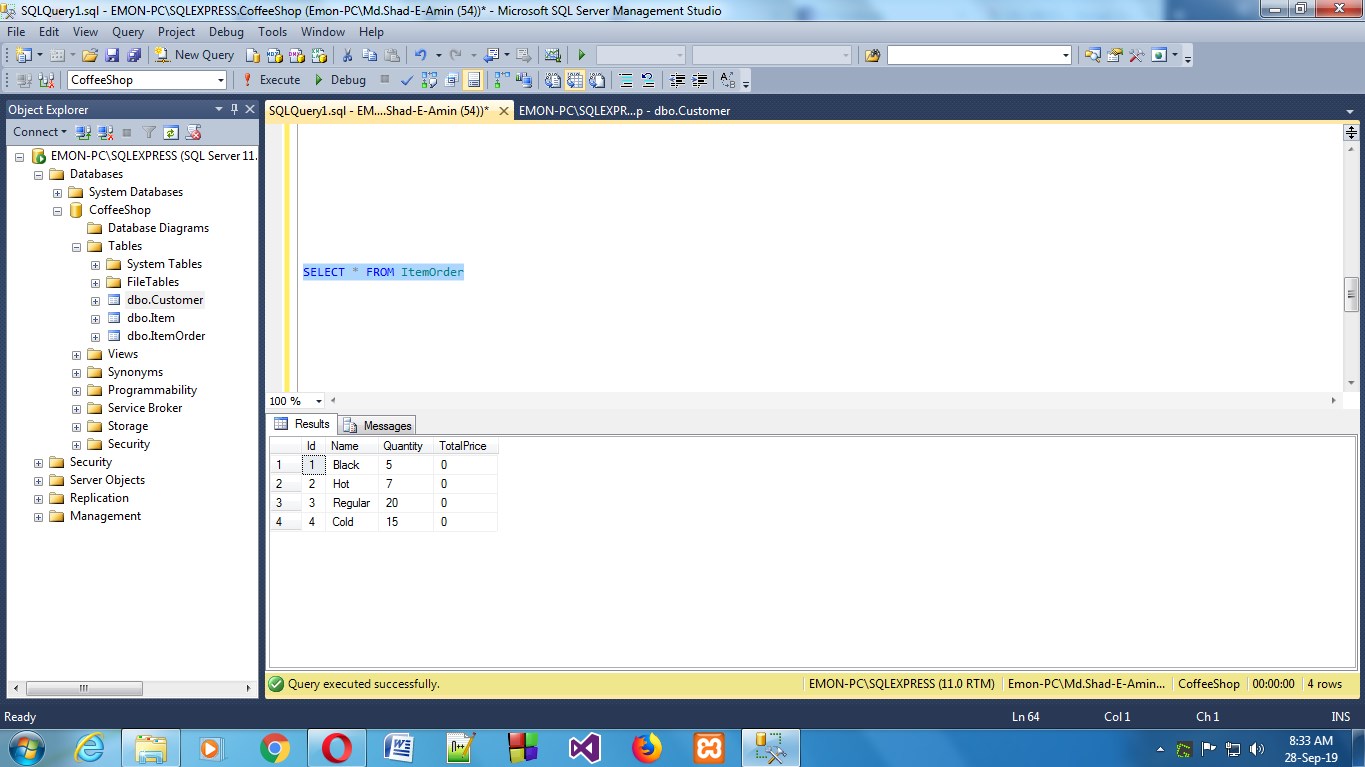 SQLQuery1.sql - EMON-PC\SQLEXPRESS.CoffeeShop (Emon-PC\Md.Shad-E-Amin (54))* - Microsoft SQL Server Management Studio
File Edit View Query Project Debug Tools Window Help
New Query
CoffeeShop Execute Debug
Object Explorer
Connect
EMON-PC\SQLEXPRESS (SQL Server 11.
Databases
System Databases
CoffeeShop
Database Diagrams
Tables
System Tables
FileTables
dbo.Customer
dbo.Item
dbo.ItemOrder
Views
Synonyms
Programmability
Service Broker
Storage
Security
Security
Server Objects
Replication
Management
SQLQuery1.sql - EM....Shad-E-Amin (54))* EMON-PC\SQLEXPR...p - dbo.Customer
SELECT * FROM ItemOrder
100 %
Results Messages
Id Name Quantity TotalPrice
1 1 Black 5 0
2 2 Hot 7 0
3 3 Regular 20 0
4 4 Cold 15 0
Query executed successfully. EMON-PC\SQLEXPRESS (11.0 RTM) Emon-PC\Md.Shad-E-Amin... CoffeeShop 00:00:00 4 rows
Ready Ln 64 Col 1 Ch 1 INS
8:33 AM
28-Sep-19